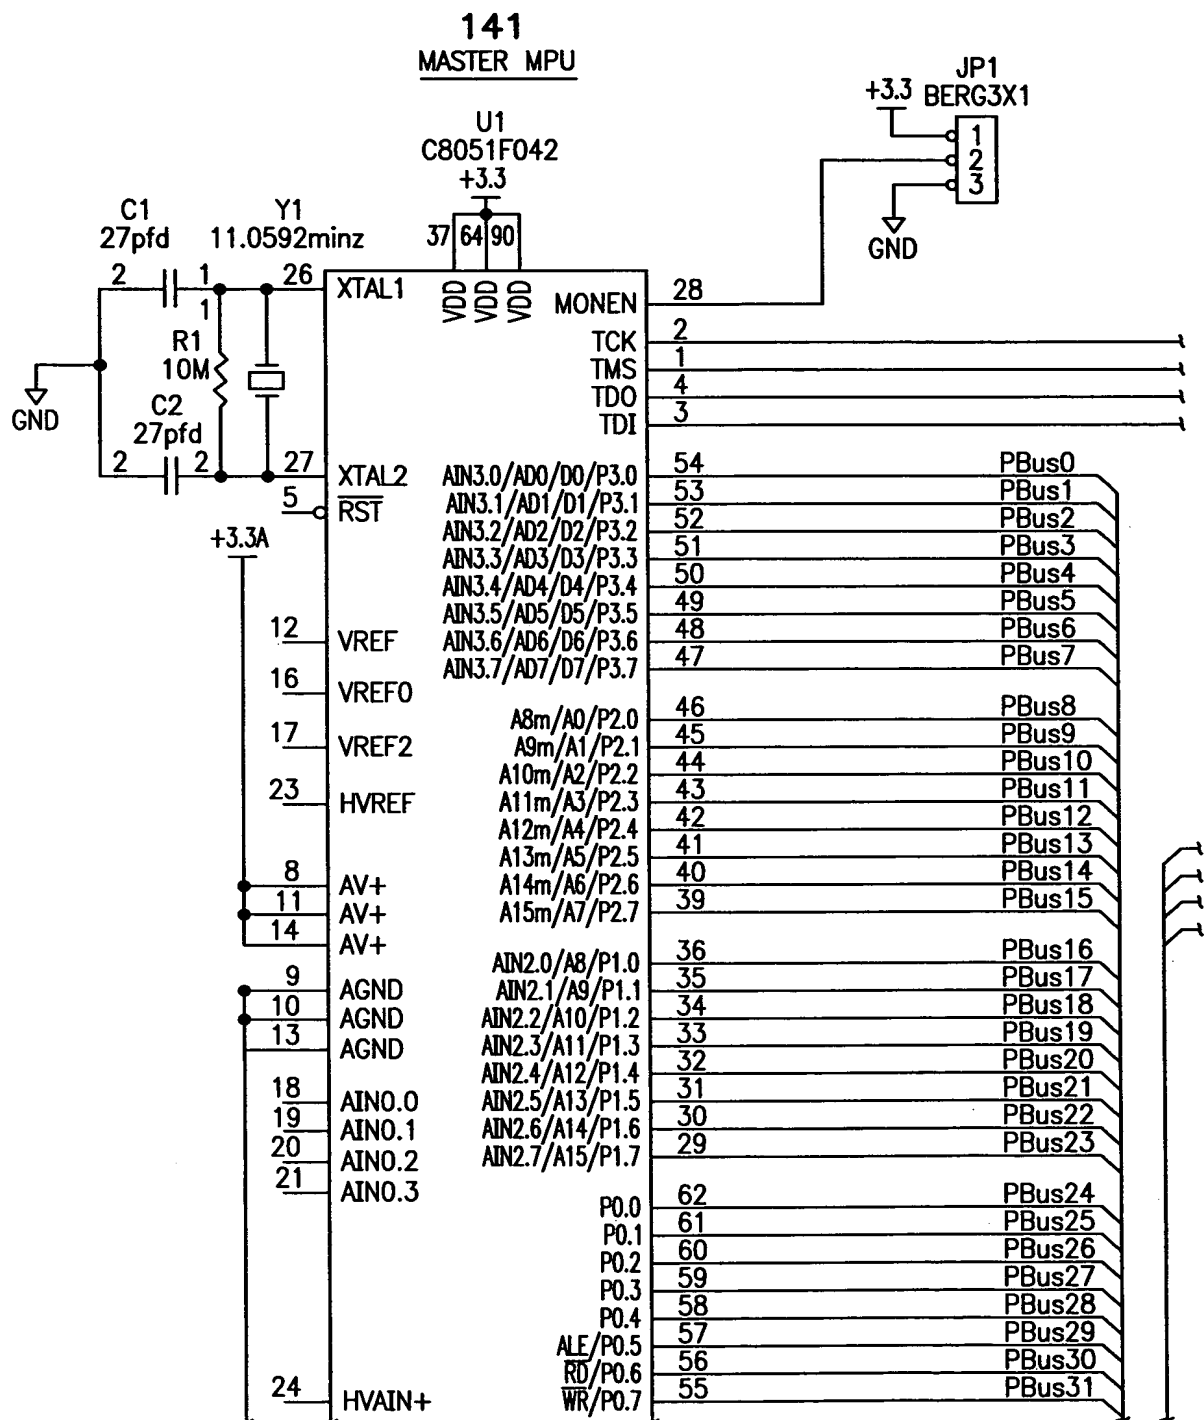 141
MASTER MPU
JP1
+3.3 BERG3X1
1
2
3
GND
U1
C8051F042
+3.3
37 64 90
VDD VDD VDD
C1
27pfd
Y1
11.0592minz
2 1 26 XTAL1
1
R1
10M
GND
C2
27pfd
2 2 27 XTAL2
5 RST
+3.3A
12 VREF
16 VREF0
17 VREF2
23 HVREF
8 AV+
11 AV+
14 AV+
9 AGND
10 AGND
13 AGND
18 AIN0.0
19 AIN0.1
20 AIN0.2
21 AIN0.3
24 HVAIN+
MONEN 28
TCK 2
TMS 1
TDO 4
TDI 3
AIN3.0/AD0/D0/P3.0 54 PBus0
AIN3.1/AD1/D1/P3.1 53 PBus1
AIN3.2/AD2/D2/P3.2 52 PBus2
AIN3.3/AD3/D3/P3.3 51 PBus3
AIN3.4/AD4/D4/P3.4 50 PBus4
AIN3.5/AD5/D5/P3.5 49 PBus5
AIN3.6/AD6/D6/P3.6 48 PBus6
AIN3.7/AD7/D7/P3.7 47 PBus7
A8m/A0/P2.0 46 PBus8
A9m/A1/P2.1 45 PBus9
A10m/A2/P2.2 44 PBus10
A11m/A3/P2.3 43 PBus11
A12m/A4/P2.4 42 PBus12
A13m/A5/P2.5 41 PBus13
A14m/A6/P2.6 40 PBus14
A15m/A7/P2.7 39 PBus15
AIN2.0/A8/P1.0 36 PBus16
AIN2.1/A9/P1.1 35 PBus17
AIN2.2/A10/P1.2 34 PBus18
AIN2.3/A11/P1.3 33 PBus19
AIN2.4/A12/P1.4 32 PBus20
AIN2.5/A13/P1.5 31 PBus21
AIN2.6/A14/P1.6 30 PBus22
AIN2.7/A15/P1.7 29 PBus23
P0.0 62 PBus24
P0.1 61 PBus25
P0.2 60 PBus26
P0.3 59 PBus27
P0.4 58 PBus28
ALE/P0.5 57 PBus29
RD/P0.6 56 PBus30
WR/P0.7 55 PBus31